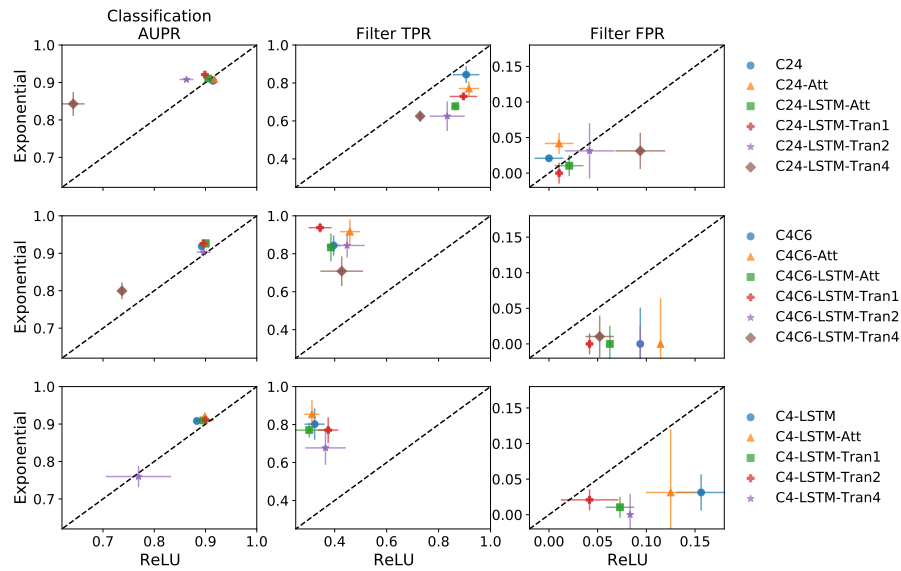 Classification
AUPR
Filter TPR
Filter FPR
1.0
0.9
0.8
0.7
Exponential
1.0
0.8
0.6
0.4
0.15
0.10
0.05
0.00
C24
C24-Att
C24-LSTM-Att
C24-LSTM-Tran1
C24-LSTM-Tran2
C24-LSTM-Tran4
1.0
0.9
0.8
0.7
Exponential
1.0
0.8
0.6
0.4
0.15
0.10
0.05
0.00
C4C6
C4C6-Att
C4C6-LSTM-Att
C4C6-LSTM-Tran1
C4C6-LSTM-Tran2
C4C6-LSTM-Tran4
1.0
0.9
0.8
0.7
Exponential
0.7 0.8 0.9 1.0
ReLU
1.0
0.8
0.6
0.4
0.4 0.6 0.8 1.0
ReLU
0.15
0.10
0.05
0.00
0.00 0.05 0.10 0.15
ReLU
C4-LSTM
C4-LSTM-Att
C4-LSTM-Tran1
C4-LSTM-Tran2
C4-LSTM-Tran4